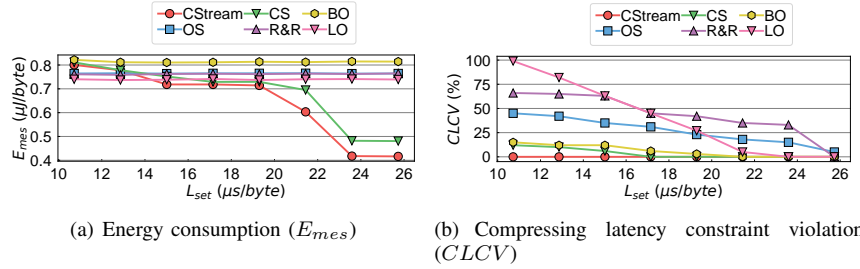 CStream CS BO
OS R&R LO
E_mes (μJ/byte)
0.8
0.7
0.6
0.5
0.4
10 12 14 16 18 20 22 24 26
L_set (μs/byte)
(a) Energy consumption (E_mes)
CStream CS BO
OS R&R LO
CLCV (%)
100
75
50
25
0
12 14 16 18 20 22 24 26
L_set (μs/byte)
(b) Compressing latency constraint violation
(CLCV)